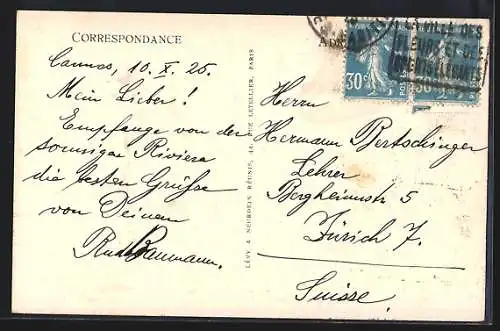 CORRESPONDANCE
Cannes, 10. X. 25.
Mein Lieber!
Empfange von der
sonnigen Riviera
die besten Grüsse
von Deinem
Baumann.
LÉVY & NEURDEIN RÉUNIS, 44, RUE LETELLIER, PARIS
30c
Herrn
Hermann Bertschinger
Lehrer
Bergheimstr 5
Zürich 7.
Suisse.